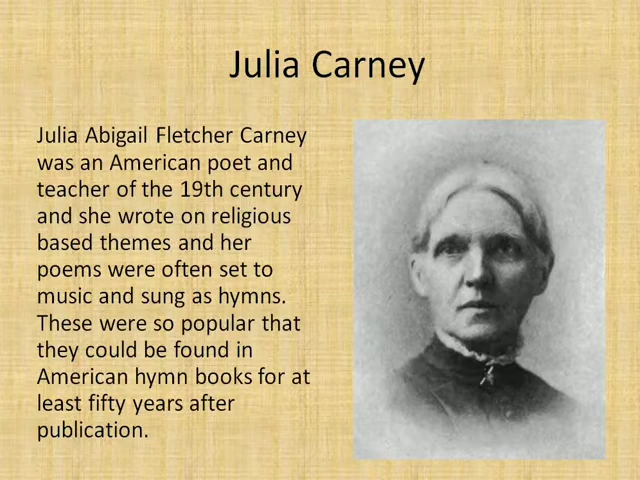 Julia Carney
Julia Abigail Fletcher Carney
was an American poet and
teacher of the 19th century
and she wrote on religious
based themes and her
poems were often set to
music and sung as hymns.
These were so popular that
they could be found in
American hymn books for at
least fifty years after
publication.